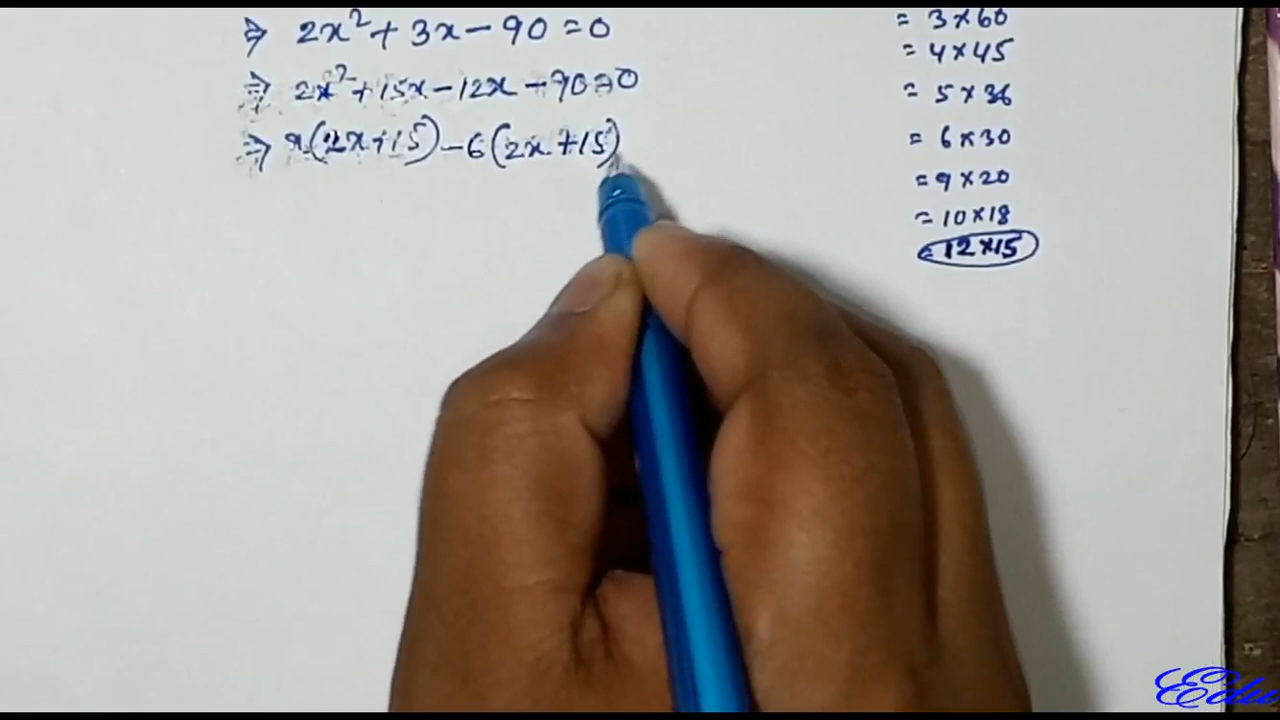 ⇒ 2x² + 3x - 90 = 0
⇒ 2x² + 15x - 12x - 90 = 0
⇒ x(2x+15) - 6(2x+15)
= 3×60
= 4×45
= 5×36
= 6×30
= 9×20
= 10×18
= 12×15
Edu